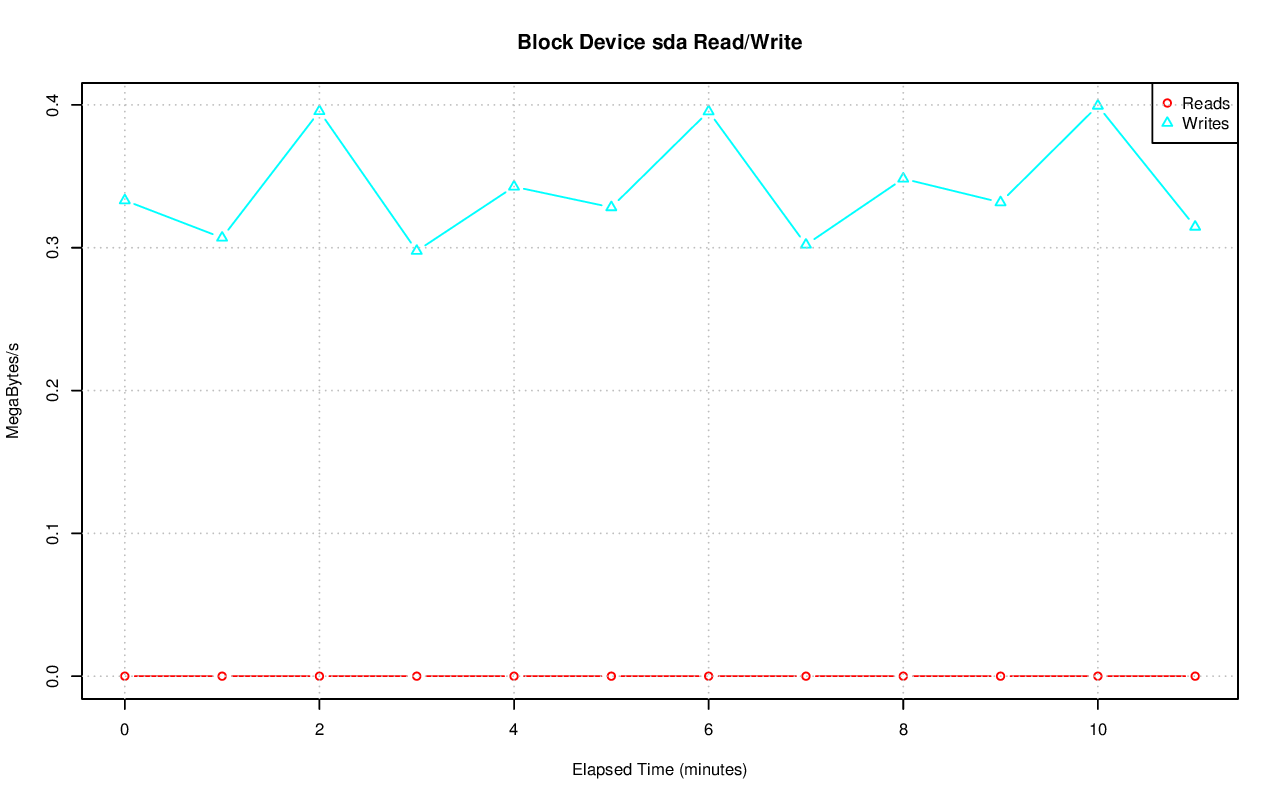 Block Device sda Read/Write
Reads
Writes
MegaBytes/s
0.4
0.3
0.2
0.1
0.0
0 2 4 6 8 10
Elapsed Time (minutes)